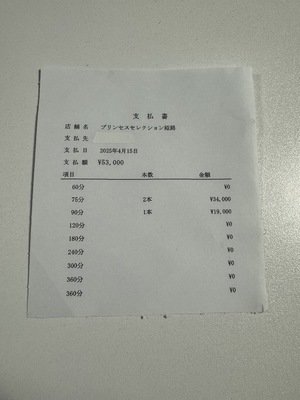 支 払 書
店 舗 名 プリンセスセレクション姫路
支 払 先
支 払 日 2025年4月15日
支 払 額 ¥53,000
項目 本数 金額
60分 ¥0
75分 2本 ¥34,000
90分 1本 ¥19,000
120分 ¥0
180分 ¥0
240分 ¥0
300分 ¥0
360分 ¥0
360分 ¥0